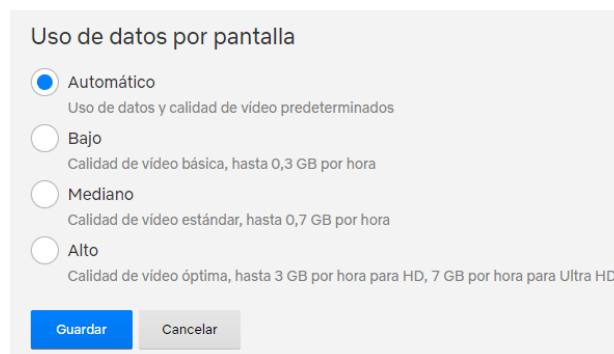 Uso de datos por pantalla
Automático
Uso de datos y calidad de vídeo predeterminados
Bajo
Calidad de vídeo básica, hasta 0,3 GB por hora
Mediano
Calidad de vídeo estándar, hasta 0,7 GB por hora
Alto
Calidad de vídeo óptima, hasta 3 GB por hora para HD, 7 GB por hora para Ultra HD
Guardar Cancelar